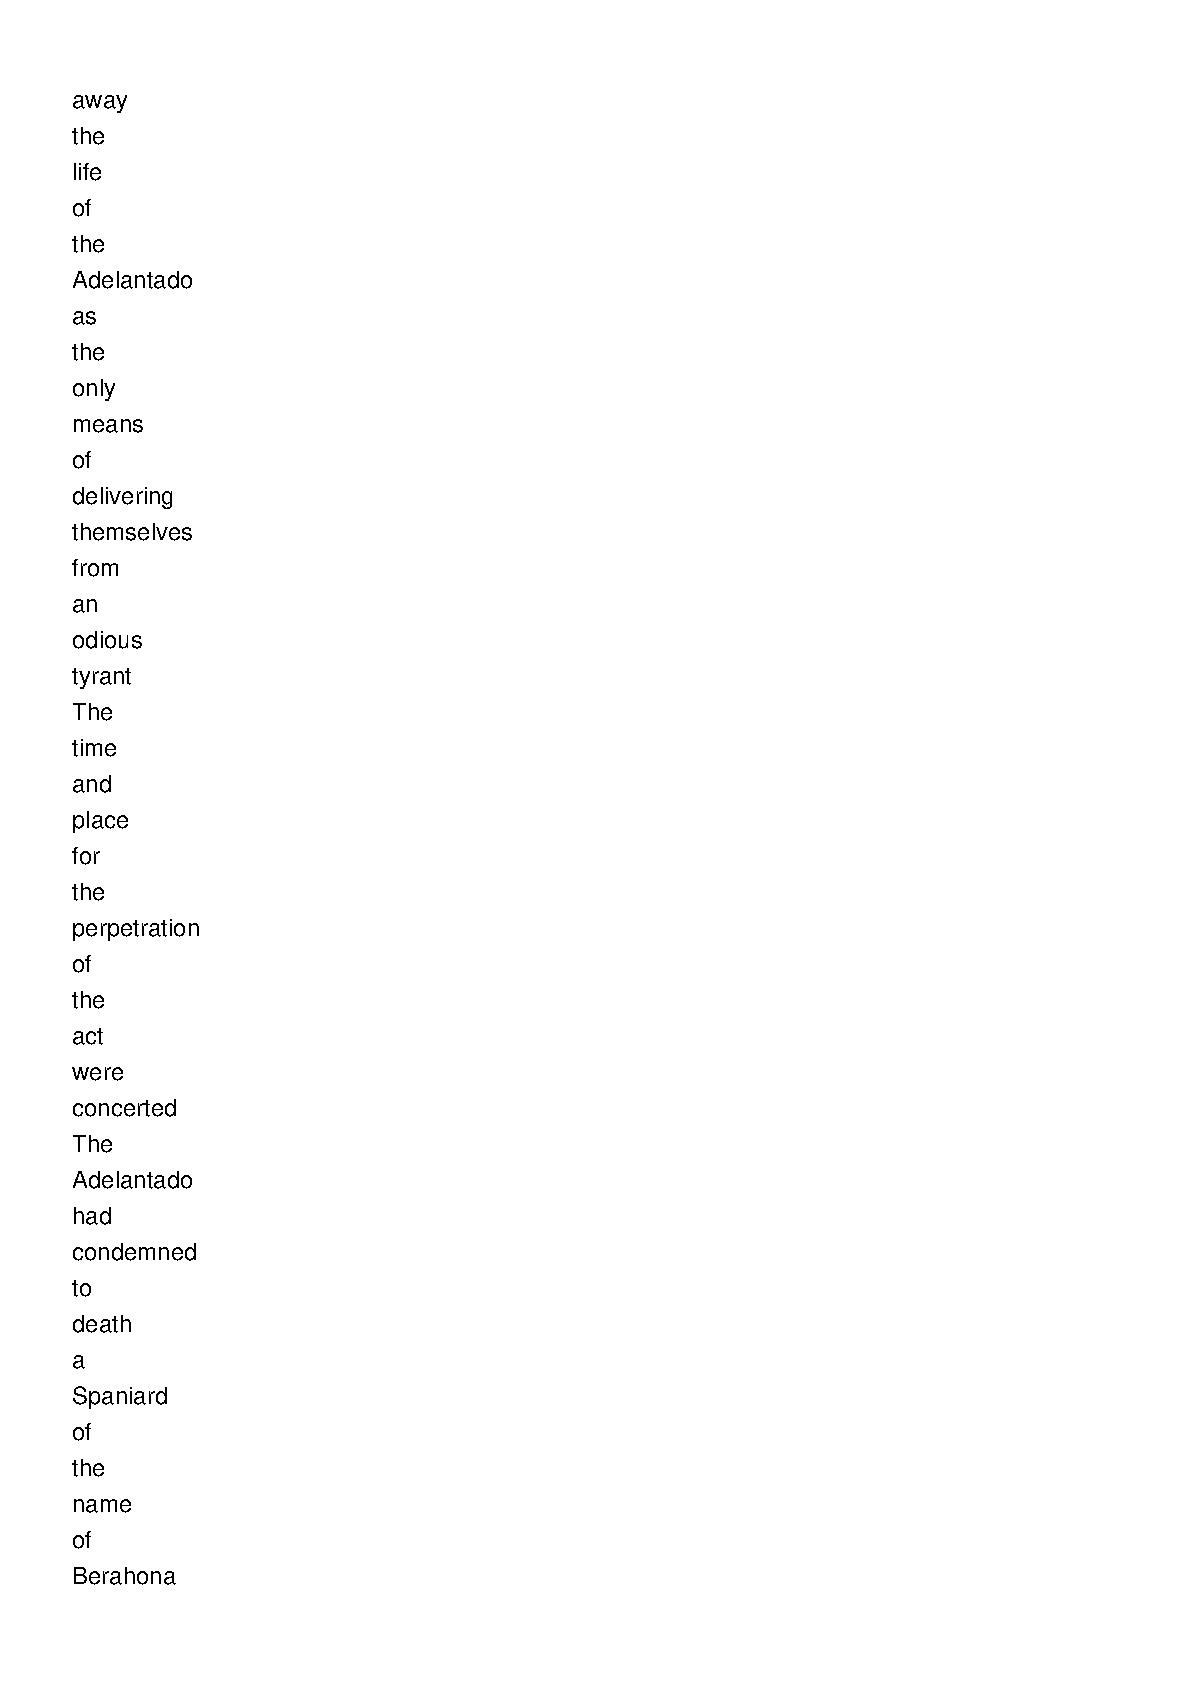 away
the
life
of
the
Adelantado
as
the
only
means
of
delivering
themselves
from
an
odious
tyrant
The
time
and
place
for
the
perpetration
of
the
act
were
concerted
The
Adelantado
had
condemned
to
death
a
Spaniard
of
the
name
of
Berahona